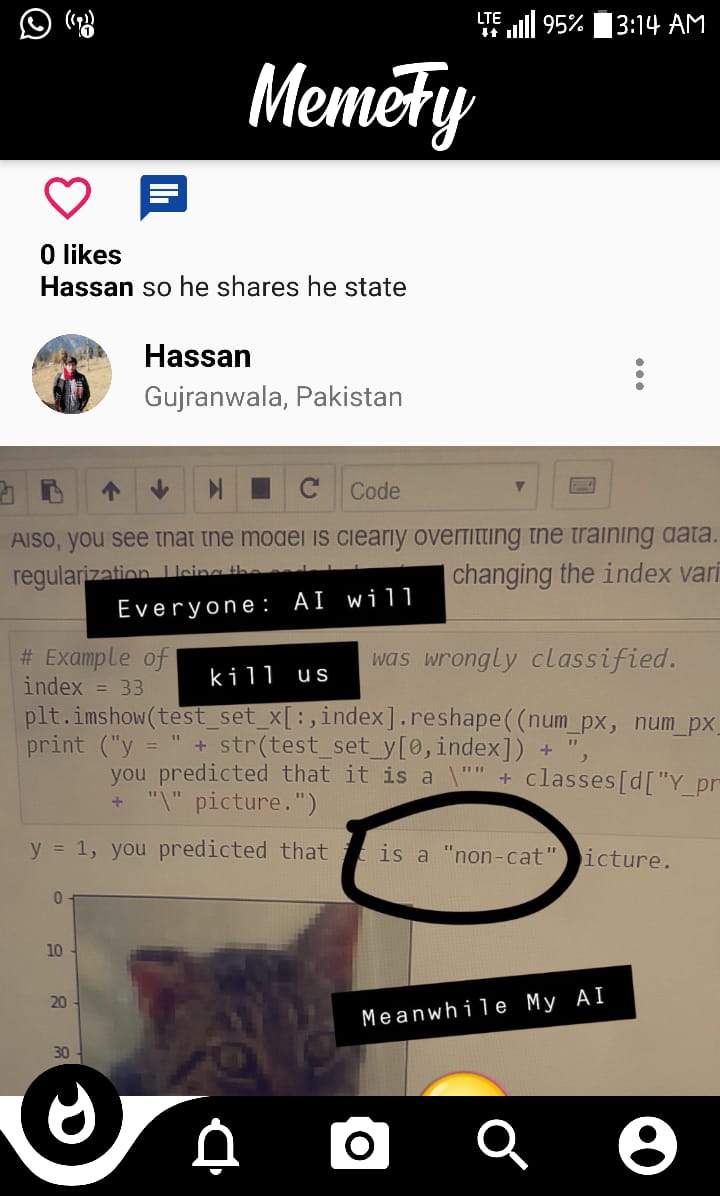 LTE 95% 3:14 AM
MemeFy
0 likes
Hassan so he shares he state
Hassan
Gujranwala, Pakistan
Code
Also, you see that the model is clearly overfitting the training data.
regularization. Using the changing the index vari
Everyone: AI will
# Example of was wrongly classified.
kill us
index = 33
plt.imshow(test_set_x[:,index].reshape((num_px, num_px
print ("y = " + str(test_set_y[0,index]) + ",
you predicted that it is a \"" + classes[d["Y_pr
+ "\" picture.")
y = 1, you predicted that it is a "non-cat" icture.
0
10
20
Meanwhile My AI
30